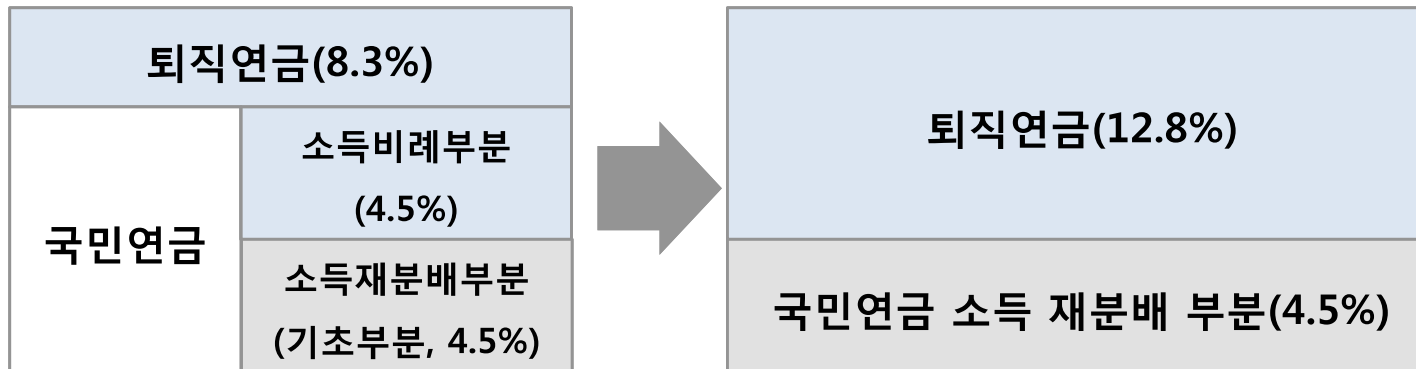 퇴직연금(8.3%)
국민연금
소득비례부분
(4.5%)
소득재분배부분
(기초부분, 4.5%)
퇴직연금(12.8%)
국민연금 소득 재분배 부분(4.5%)